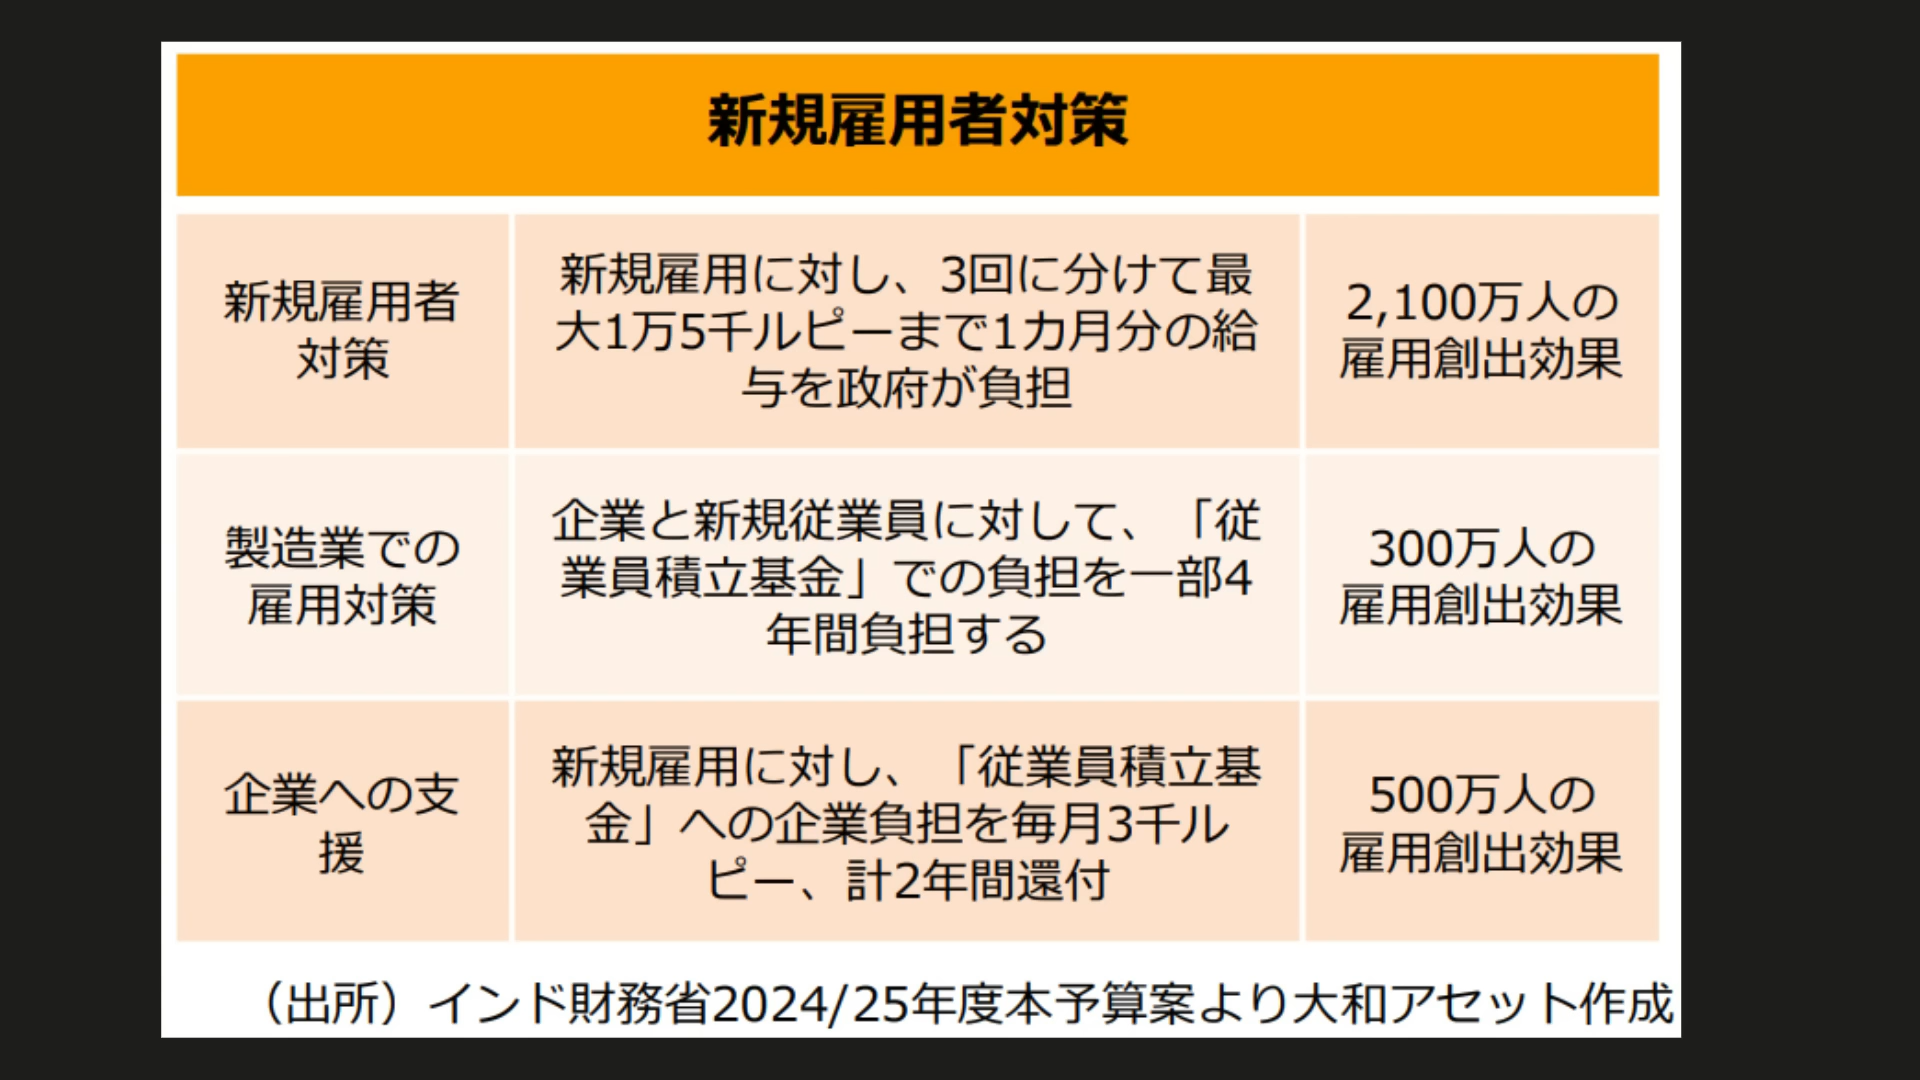 新規雇用者対策
新規雇用者
対策
新規雇用に対し、3回に分けて最
大1万5千ルピーまで1カ月分の給
与を政府が負担
2,100万人の
雇用創出効果
製造業での
雇用対策
企業と新規従業員に対して、「従
業員積立基金」での負担を一部4
年間負担する
300万人の
雇用創出効果
企業への支
援
新規雇用に対し、「従業員積立基
金」への企業負担を毎月3千ル
ピー、計2年間還付
500万人の
雇用創出効果
（出所）インド財務省2024/25年度本予算案より大和アセット作成